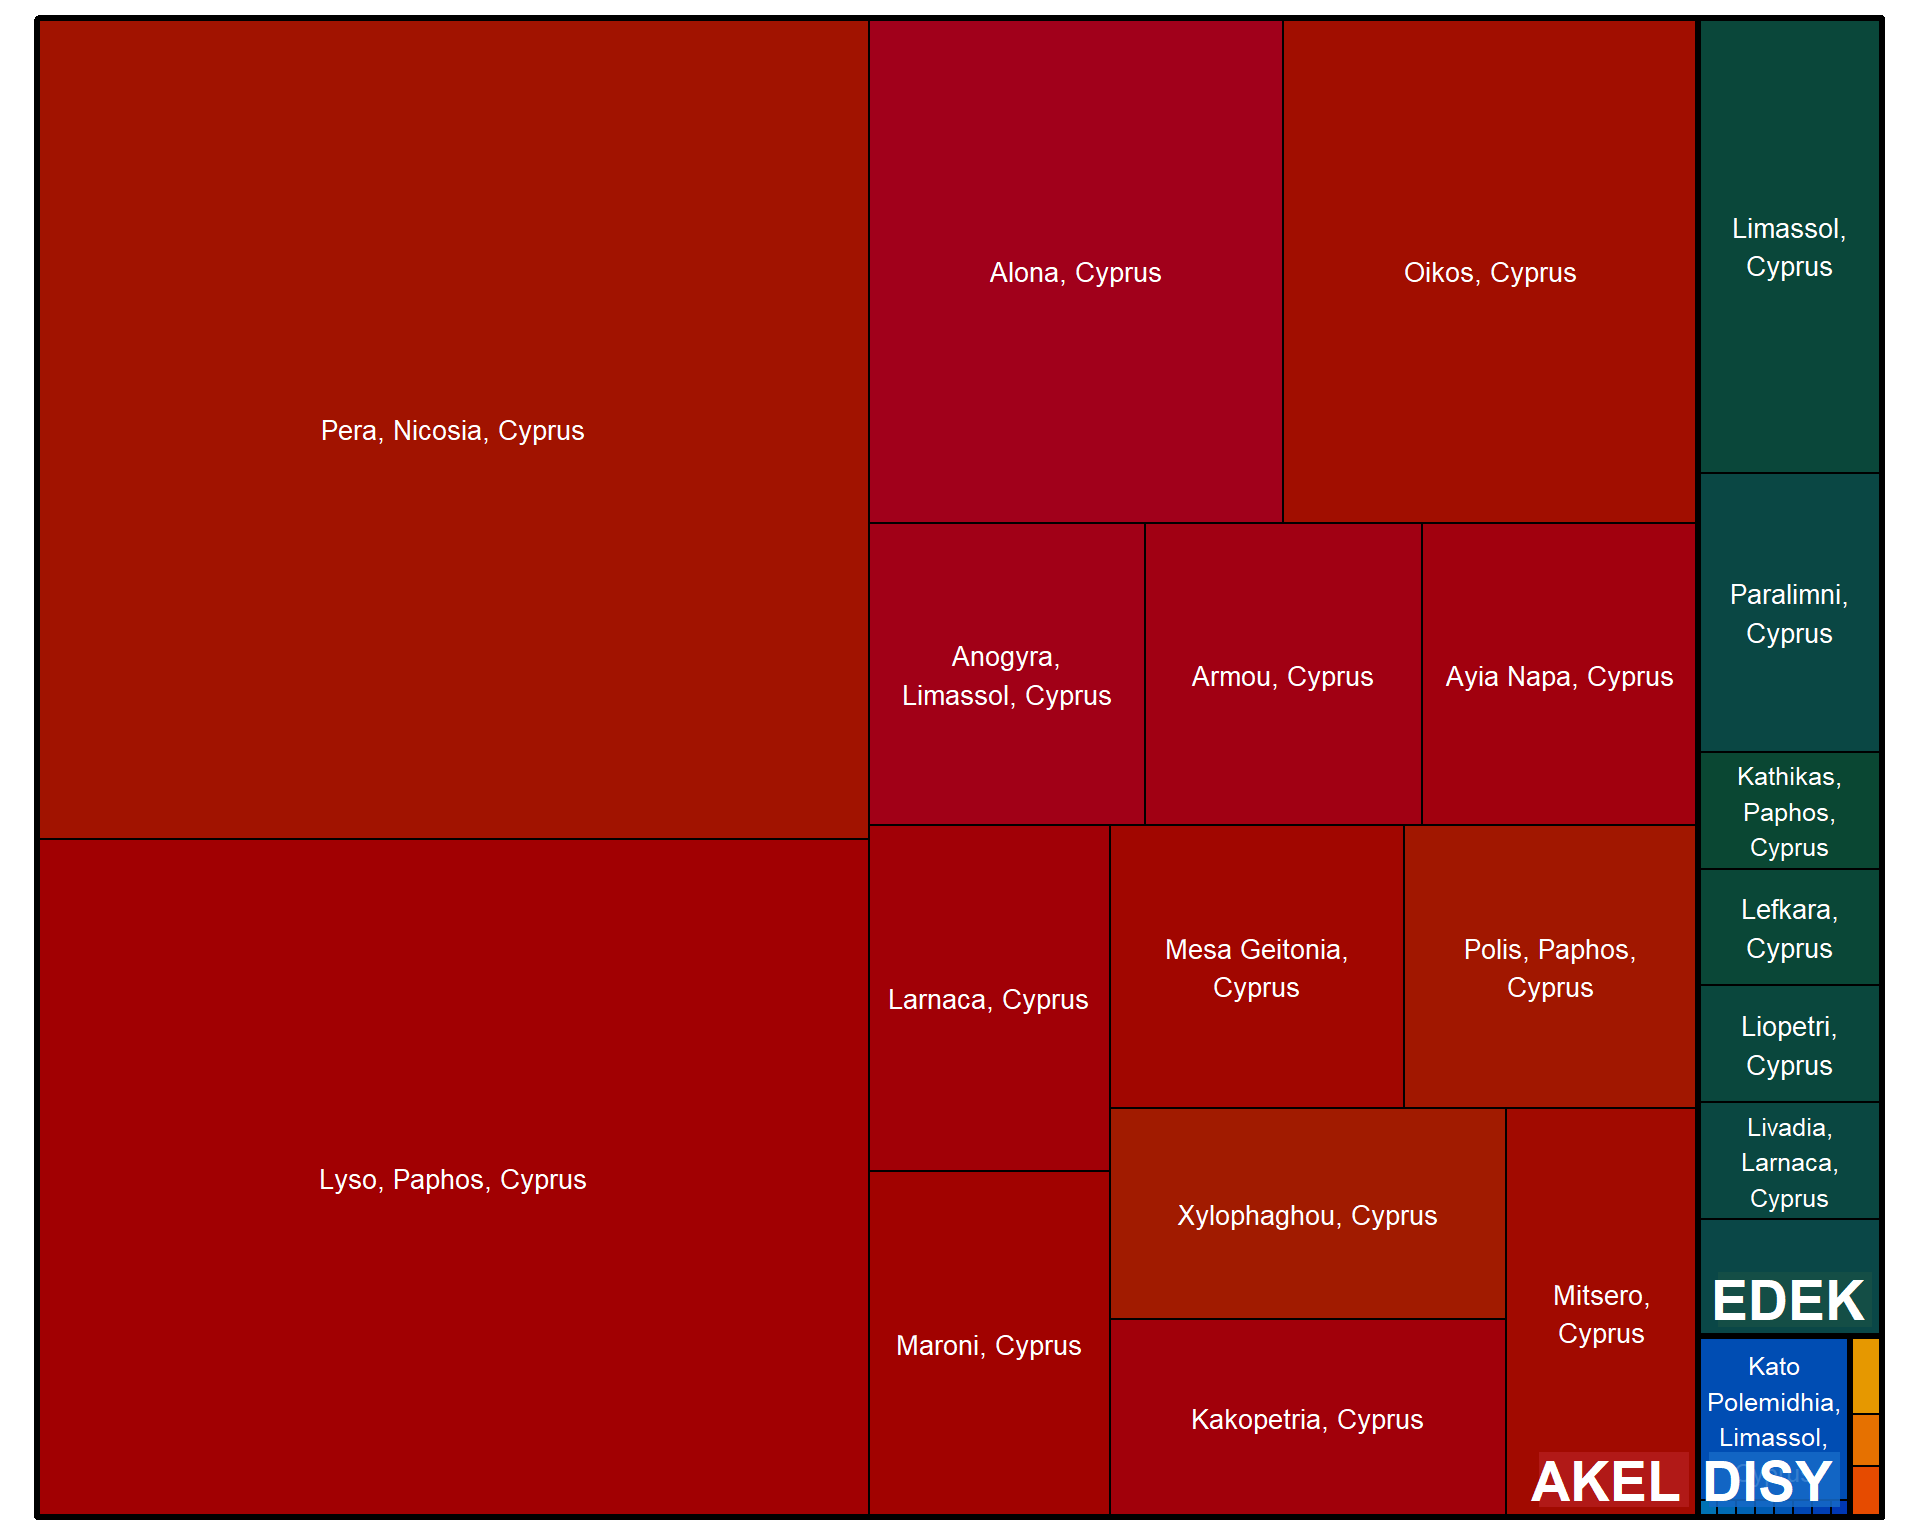 Pera, Nicosia, Cyprus
Lyso, Paphos, Cyprus
Alona, Cyprus
Oikos, Cyprus
Anogyra,
Limassol, Cyprus
Armou, Cyprus
Ayia Napa, Cyprus
Larnaca, Cyprus
Maroni, Cyprus
Mesa Geitonia,
Cyprus
Polis, Paphos,
Cyprus
Xylophaghou, Cyprus
Kakopetria, Cyprus
Mitsero,
Cyprus
AKEL
Limassol,
Cyprus
Paralimni,
Cyprus
Kathikas,
Paphos,
Cyprus
Lefkara,
Cyprus
Liopetri,
Cyprus
Livadia,
Larnaca,
Cyprus
EDEK
Kato
Polemidhia,
Limassol,
DISY